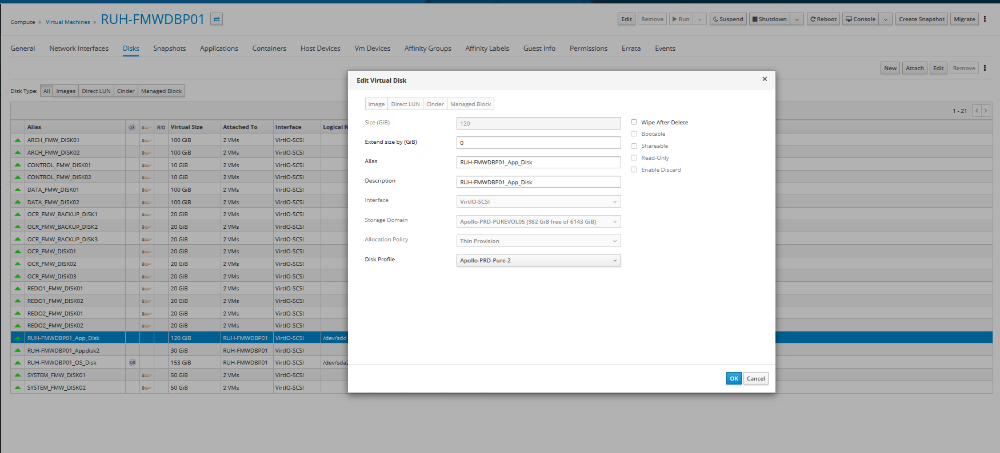 Compute » Virtual Machines » RUH-FMWDBP01
Edit Remove Run Suspend Shutdown Reboot Console Create Snapshot Migrate
General Network Interfaces Disks Snapshots Applications Containers Host Devices Vm Devices Affinity Groups Affinity Labels Guest Info Permissions Errata Events
New Attach Edit Remove
Disk Type: All Images Direct LUN Cinder Managed Block
1 - 21
Alias OS R/O Virtual Size Attached To Interface Logical N
ARCH_FMW_DISK01 100 GiB 2 VMs VirtIO-SCSI
ARCH_FMW_DISK02 100 GiB 2 VMs VirtIO-SCSI
CONTROL_FMW_DISK01 10 GiB 2 VMs VirtIO-SCSI
CONTROL_FMW_DISK02 10 GiB 2 VMs VirtIO-SCSI
DATA_FMW_DISK01 100 GiB 2 VMs VirtIO-SCSI
DATA_FMW_DISK02 100 GiB 2 VMs VirtIO-SCSI
OCR_FMW_BACKUP_DISK1 20 GiB 2 VMs VirtIO-SCSI
OCR_FMW_BACKUP_DISK2 20 GiB 2 VMs VirtIO-SCSI
OCR_FMW_BACKUP_DISK3 20 GiB 2 VMs VirtIO-SCSI
OCR_FMW_DISK01 20 GiB 2 VMs VirtIO-SCSI
OCR_FMW_DISK02 20 GiB 2 VMs VirtIO-SCSI
OCR_FMW_DISK03 20 GiB 2 VMs VirtIO-SCSI
REDO1_FMW_DISK01 20 GiB 2 VMs VirtIO-SCSI
REDO1_FMW_DISK02 20 GiB 2 VMs VirtIO-SCSI
REDO2_FMW_DISK01 20 GiB 2 VMs VirtIO-SCSI
REDO2_FMW_DISK02 20 GiB 2 VMs VirtIO-SCSI
RUH-FMWDBP01_App_Disk 120 GiB RUH-FMWDBP01 VirtIO-SCSI /dev/sdd
RUH-FMWDBP01_Appdisk2 30 GiB RUH-FMWDBP01 VirtIO-SCSI
RUH-FMWDBP01_OS_Disk OS 153 GiB RUH-FMWDBP01 VirtIO-SCSI /dev/sda2
SYSTEM_FMW_DISK01 50 GiB 2 VMs VirtIO-SCSI
SYSTEM_FMW_DISK02 50 GiB 2 VMs VirtIO-SCSI
Edit Virtual Disk
Image Direct LUN Cinder Managed Block
Size (GiB) 120
Extend size by (GiB) 0
Alias RUH-FMWDBP01_App_Disk
Description RUH-FMWDBP01_App_Disk
Interface VirtIO-SCSI
Storage Domain Apollo-PRD-PUREVOL05 (982 GiB free of 6143 GiB)
Allocation Policy Thin Provision
Disk Profile Apollo-PRD-Pure-2
Wipe After Delete
Bootable
Shareable
Read-Only
Enable Discard
OK Cancel